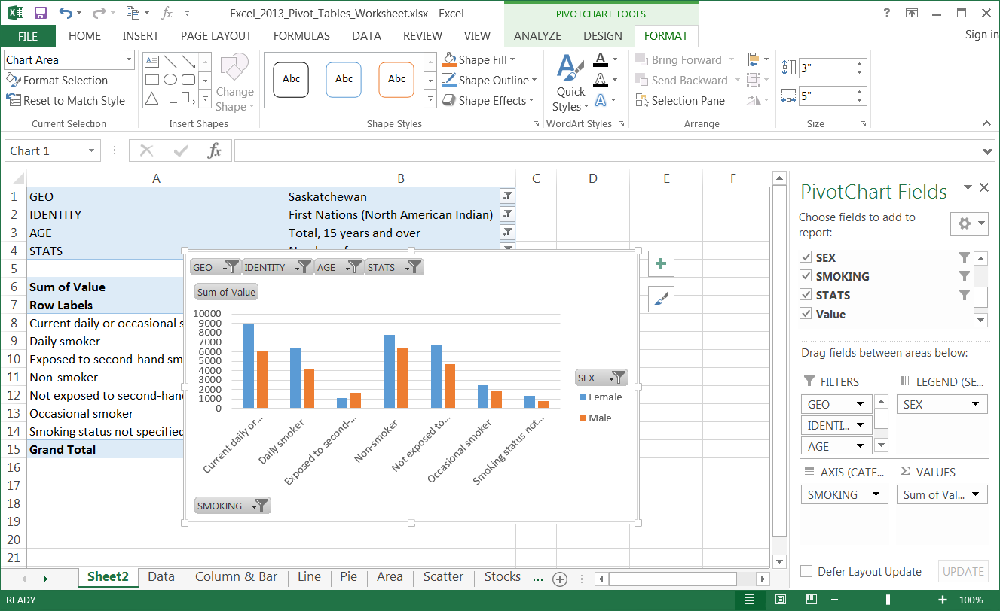 Excel_2013_Pivot_Tables_Worksheet.xlsx - Excel
PIVOTCHART TOOLS
?
FILE HOME INSERT PAGE LAYOUT FORMULAS DATA REVIEW VIEW ANALYZE DESIGN FORMAT Sign in
Chart Area
Format Selection
Reset to Match Style
Current Selection
Change
Shape
Insert Shapes
Abc Abc Abc
Shape Fill
Shape Outline
Shape Effects
Shape Styles
Quick
Styles
WordArt Styles
Bring Forward
Send Backward
Selection Pane
Arrange
3"
5"
Size
Chart 1
fx
A B C D E F
1 GEO Saskatchewan
2 IDENTITY First Nations (North American Indian)
3 AGE Total, 15 years and over
4 STATS
5
6 Sum of Value
7 Row Labels
8 Current daily or occasional s
9 Daily smoker
10 Exposed to second-hand sm
11 Non-smoker
12 Not exposed to second-han
13 Occasional smoker
14 Smoking status not specified
15 Grand Total
16
17
18
19
20
21
GEO IDENTITY AGE STATS
Sum of Value
10000
9000
8000
7000
6000
5000
4000
3000
2000
1000
0
Current daily or...
Daily smoker
Exposed to second-...
Non-smoker
Not exposed to...
Occasional smoker
Smoking status not...
SEX
Female
Male
SMOKING
PivotChart Fields
Choose fields to add to
report:
SEX
SMOKING
STATS
Value
Drag fields between areas below:
FILTERS
GEO
IDENTI...
AGE
LEGEND (SE...
SEX
AXIS (CATE...
SMOKING
Σ VALUES
Sum of Val...
Defer Layout Update UPDATE
Sheet2 Data Column & Bar Line Pie Area Scatter Stocks ...
READY 100%